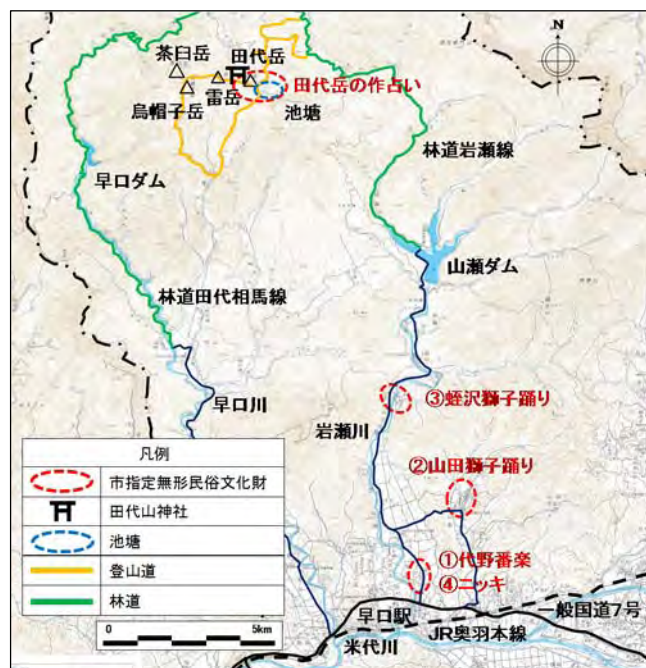 N
茶臼岳
田代岳
田代岳の作占い
雷岳
烏帽子岳
池塘
林道岩瀬線
早口ダム
山瀬ダム
林道田代相馬線
③蛭沢獅子踊り
早口川
岩瀬川
②山田獅子踊り
凡例
市指定無形民俗文化財
田代山神社
池塘
登山道
林道
0
5km
①代野番楽
④ニッキ
一般国道7号
早口駅
JR奥羽本線
米代川